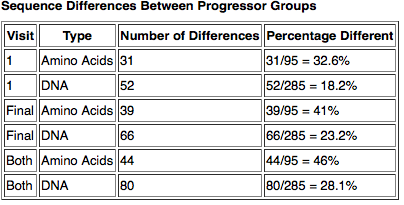 Sequence Differences Between Progressor Groups
Visit Type Number of Differences Percentage Different
1 Amino Acids 31 31/95 = 32.6%
1 DNA 52 52/285 = 18.2%
Final Amino Acids 39 39/95 = 41%
Final DNA 66 66/285 = 23.2%
Both Amino Acids 44 44/95 = 46%
Both DNA 80 80/285 = 28.1%